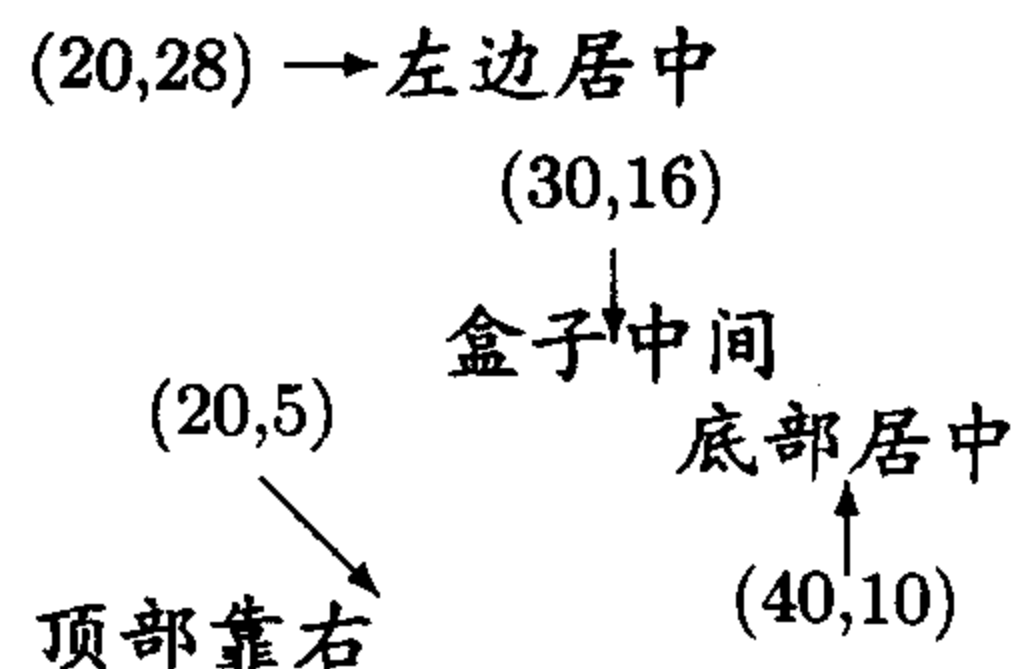 (20,28) 左边居中
(30,16)
盒子中间
(20,5)
底部居中
(40,10)
顶部靠右